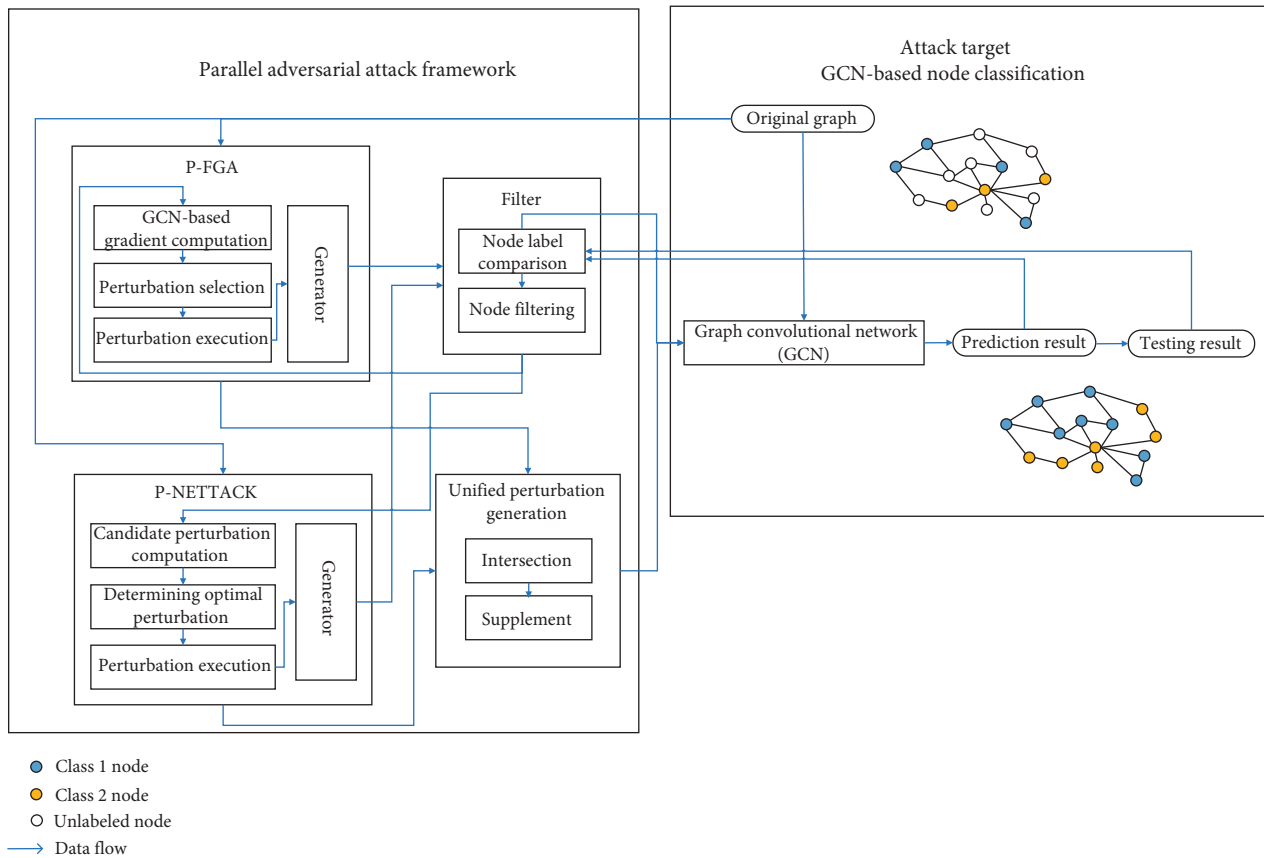 Parallel adversarial attack framework
P-FGA
GCN-based
gradient computation
Perturbation selection
Perturbation execution
Generator
Filter
Node label
comparison
Node filtering
P-NETTACK
Candidate perturbation
computation
Determining optimal
perturbation
Perturbation execution
Generator
Unified perturbation
generation
Intersection
Supplement
Attack target
GCN-based node classification
Original graph
Graph convolutional network
(GCN)
Prediction result
Testing result
Class 1 node
Class 2 node
Unlabeled node
Data flow